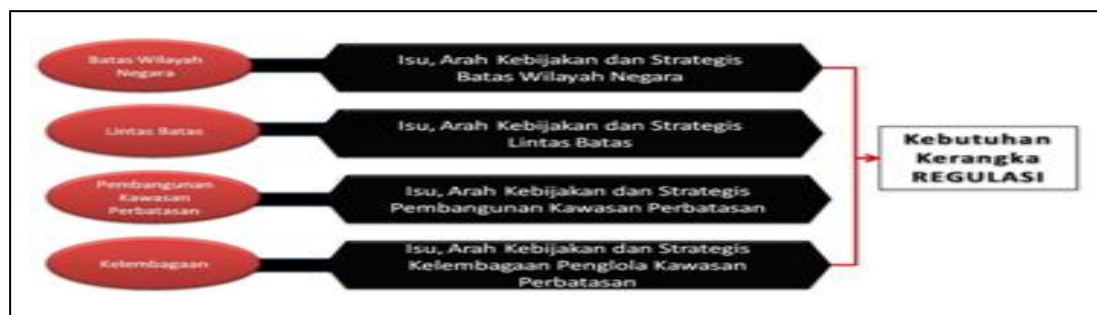 Batas Wilayah
Negara
Isu, Arah Kebijakan dan Strategis
Batas Wilayah Negara
Lintas Batas
Isu, Arah Kebijakan dan Strategis
Lintas Batas
Pembangunan
Kawasan
Perbatasan
Isu, Arah Kebijakan dan Strategis
Pembangunan Kawasan Perbatasan
Kelembagaan
Isu, Arah Kebijakan dan Strategis
Kelembagaan Penglola Kawasan
Perbatasan
Kebutuhan
Kerangka
REGULASI